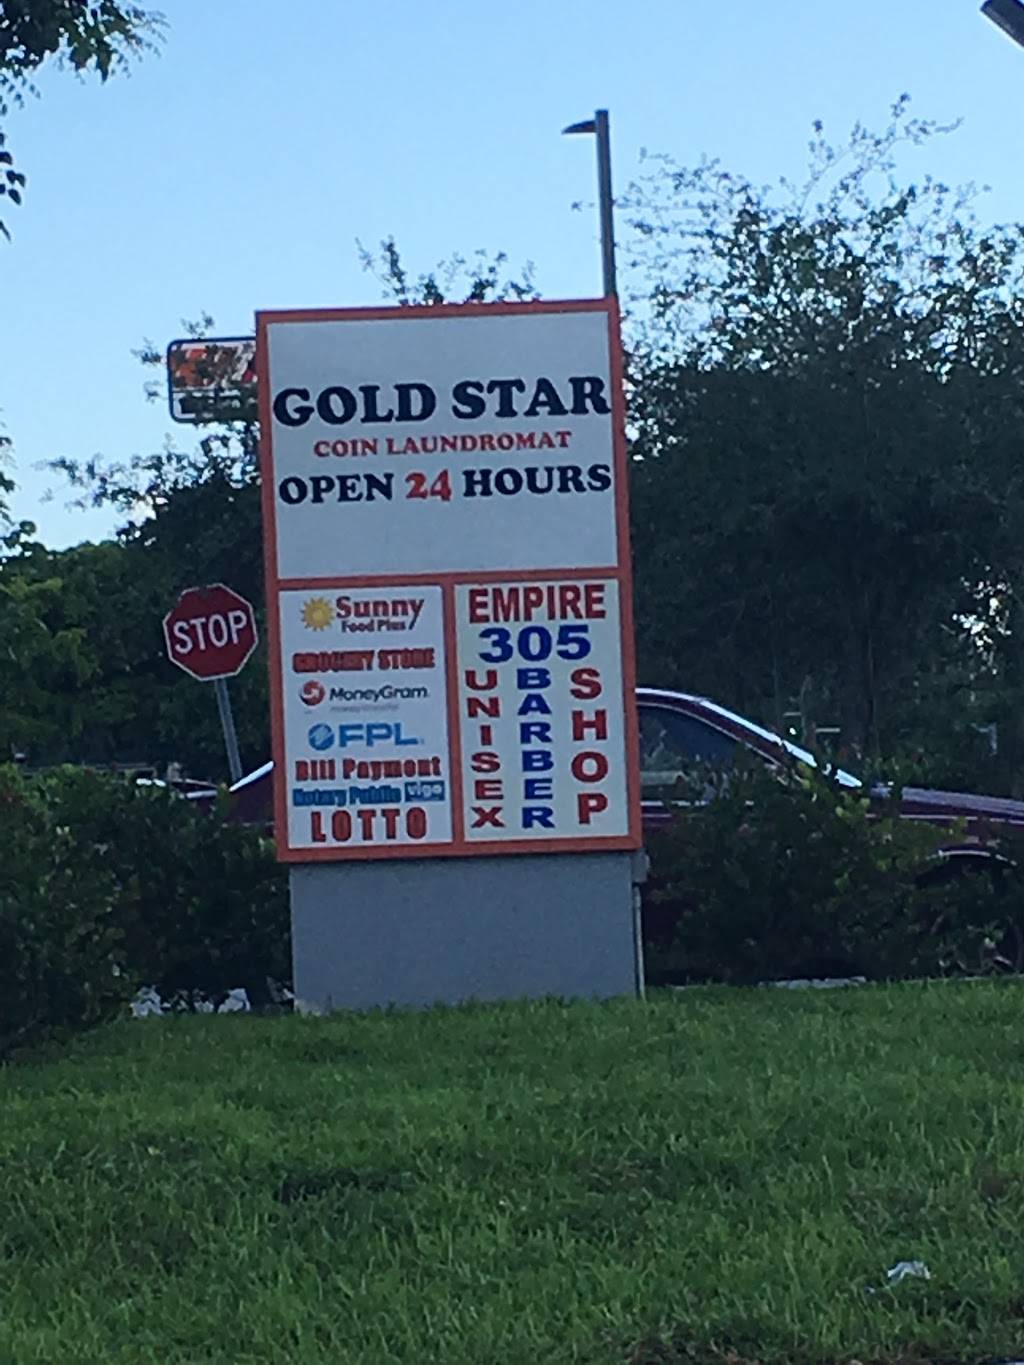 GOLD STAR
COIN LAUNDROMAT
OPEN 24 HOURS
STOP
Sunny
Food Plus
GROCERY STORE
MoneyGram
FPL
Bill Payment
Notary Public vigo
LOTTO
EMPIRE
305
UNISEX
BARBER
SHOP